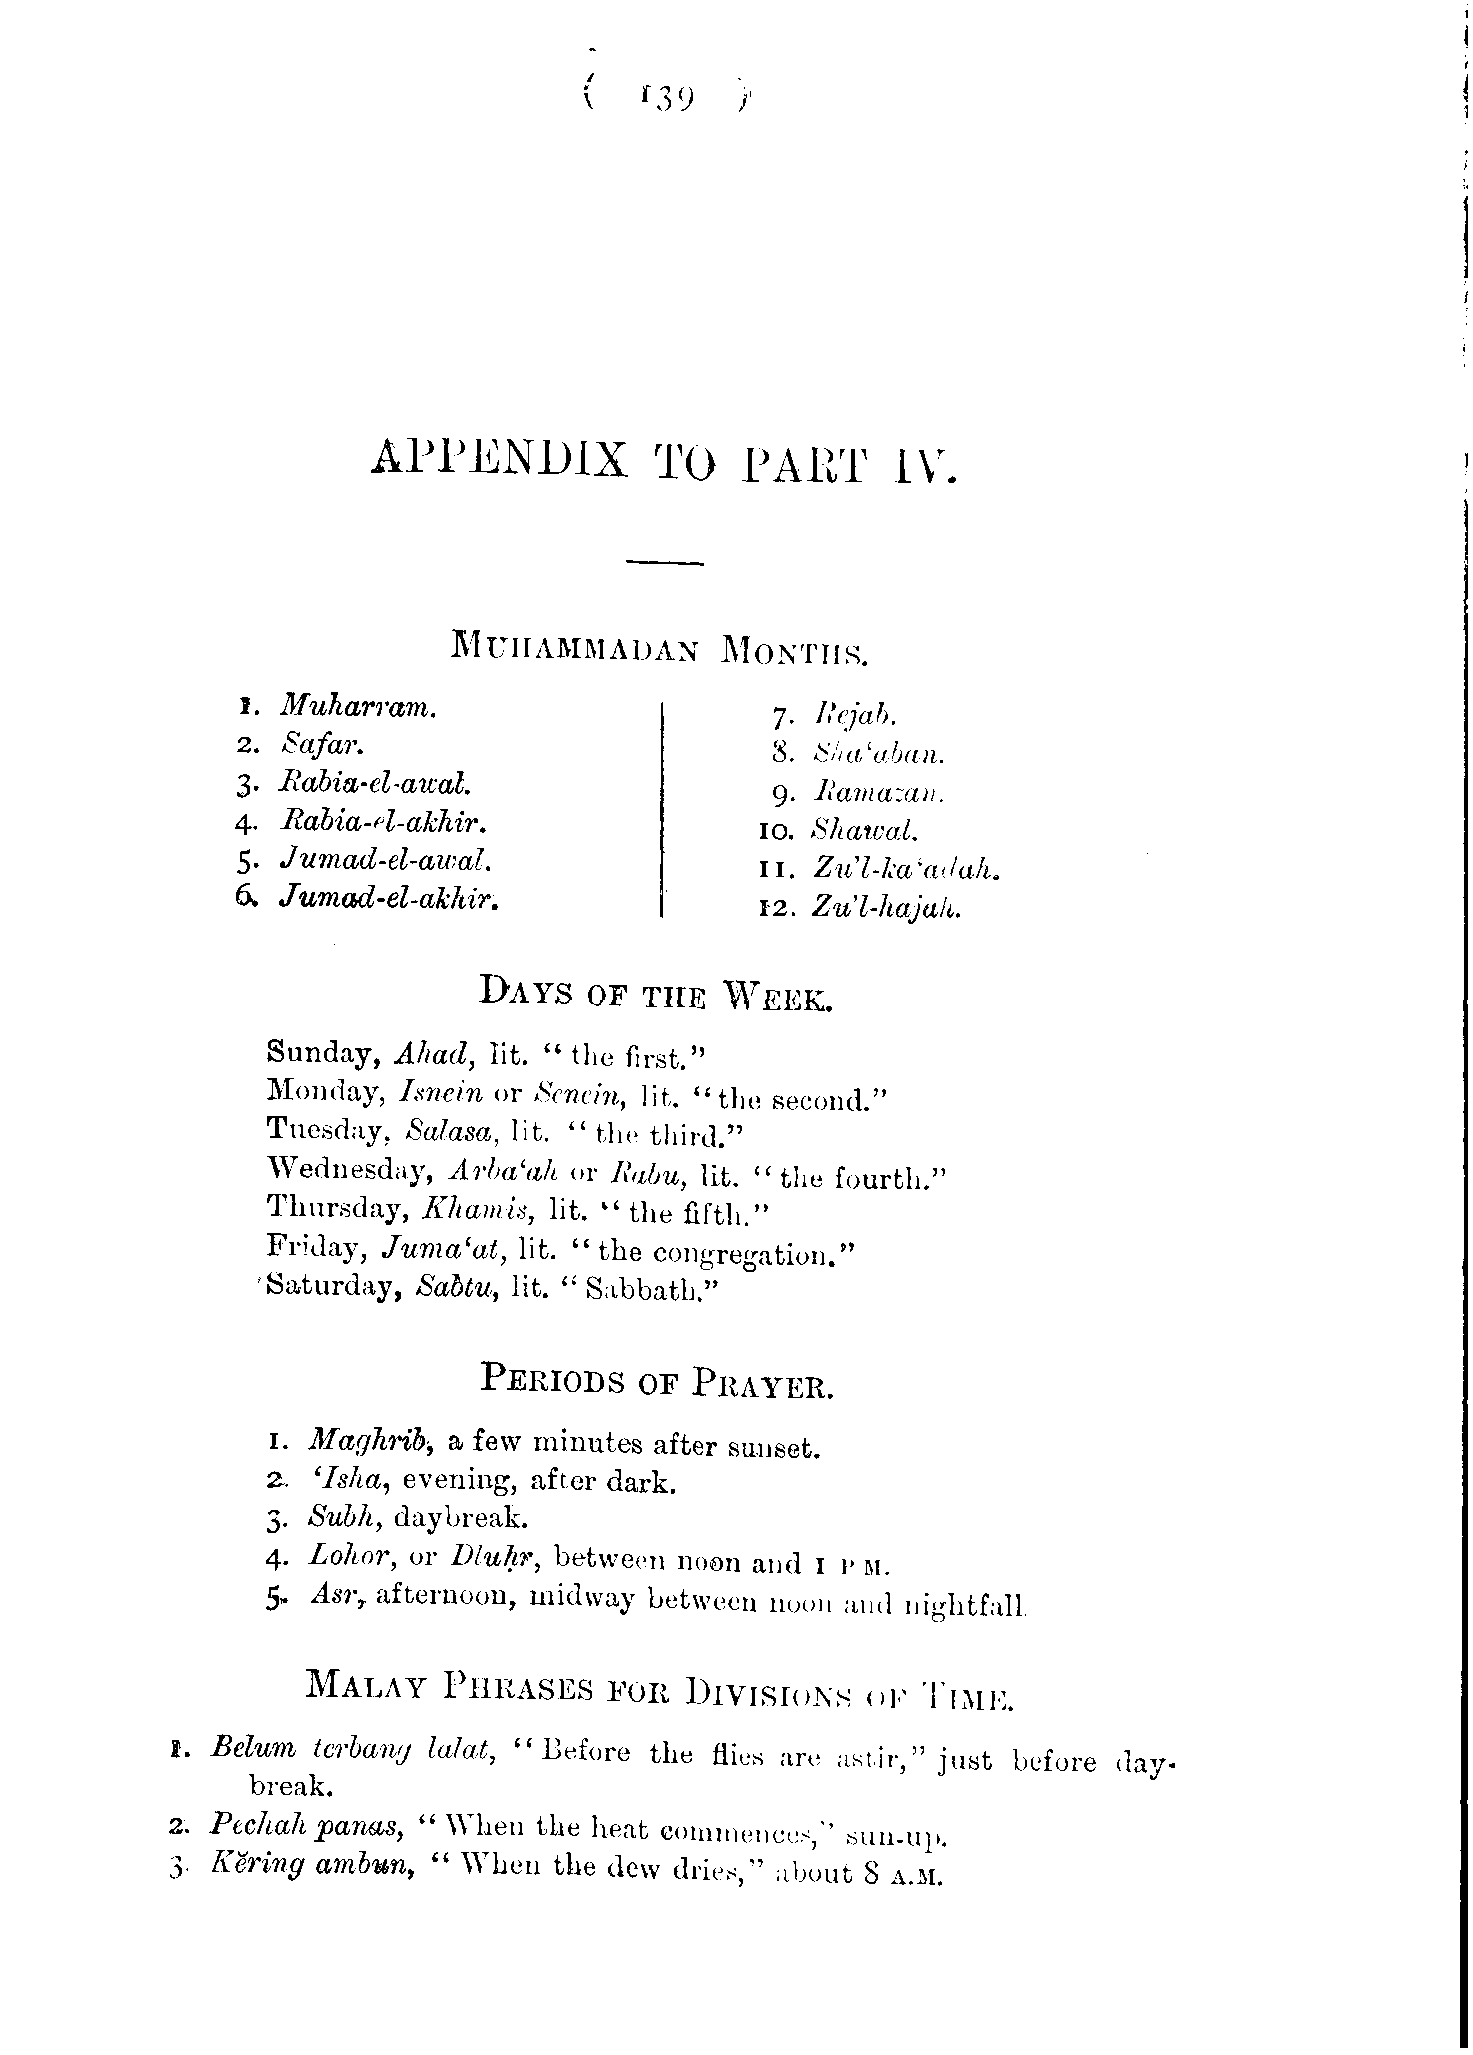 ( 139 )
APPENDIX TO PART IV.
MUHAMMADAN MONTHS.
1. Muharram.
2. Safar.
3. Rabia-el-awal.
4. Rabia-el-akhir.
5. Jumad-el-awal.
6. Jumad-el-akhir.
7. Rejab.
8. Sha‘aban.
9. Ramazan.
10. Shawal.
11. Zu’l-ka‘adah.
12. Zu’l-hajah.
DAYS OF THE WEEK.
Sunday, Ahad, lit. “the first.”
Monday, Isnein or Senein, lit. “the second.”
Tuesday, Salasa, lit. “the third.”
Wednesday, Arba‘ah or Rabu, lit. “the fourth.”
Thursday, Khamis, lit. “the fifth.”
Friday, Juma‘at, lit. “the congregation.”
Saturday, Sabtu, lit. “Sabbath.”
PERIODS OF PRAYER.
1. Maghrib, a few minutes after sunset.
2. ‘Isha, evening, after dark.
3. Subh, daybreak.
4. Lohor, or Dluḥr, between noon and 1 P M.
5. Asr, afternoon, midway between noon and nightfall.
MALAY PHRASES FOR DIVISIONS OF TIME.
1. Belum terbang lalat, “Before the flies are astir,” just before day-
break.
2. Pechah panas, “When the heat commences,” sun-up.
3. Kĕring ambun, “When the dew dries,” about 8 A.M.